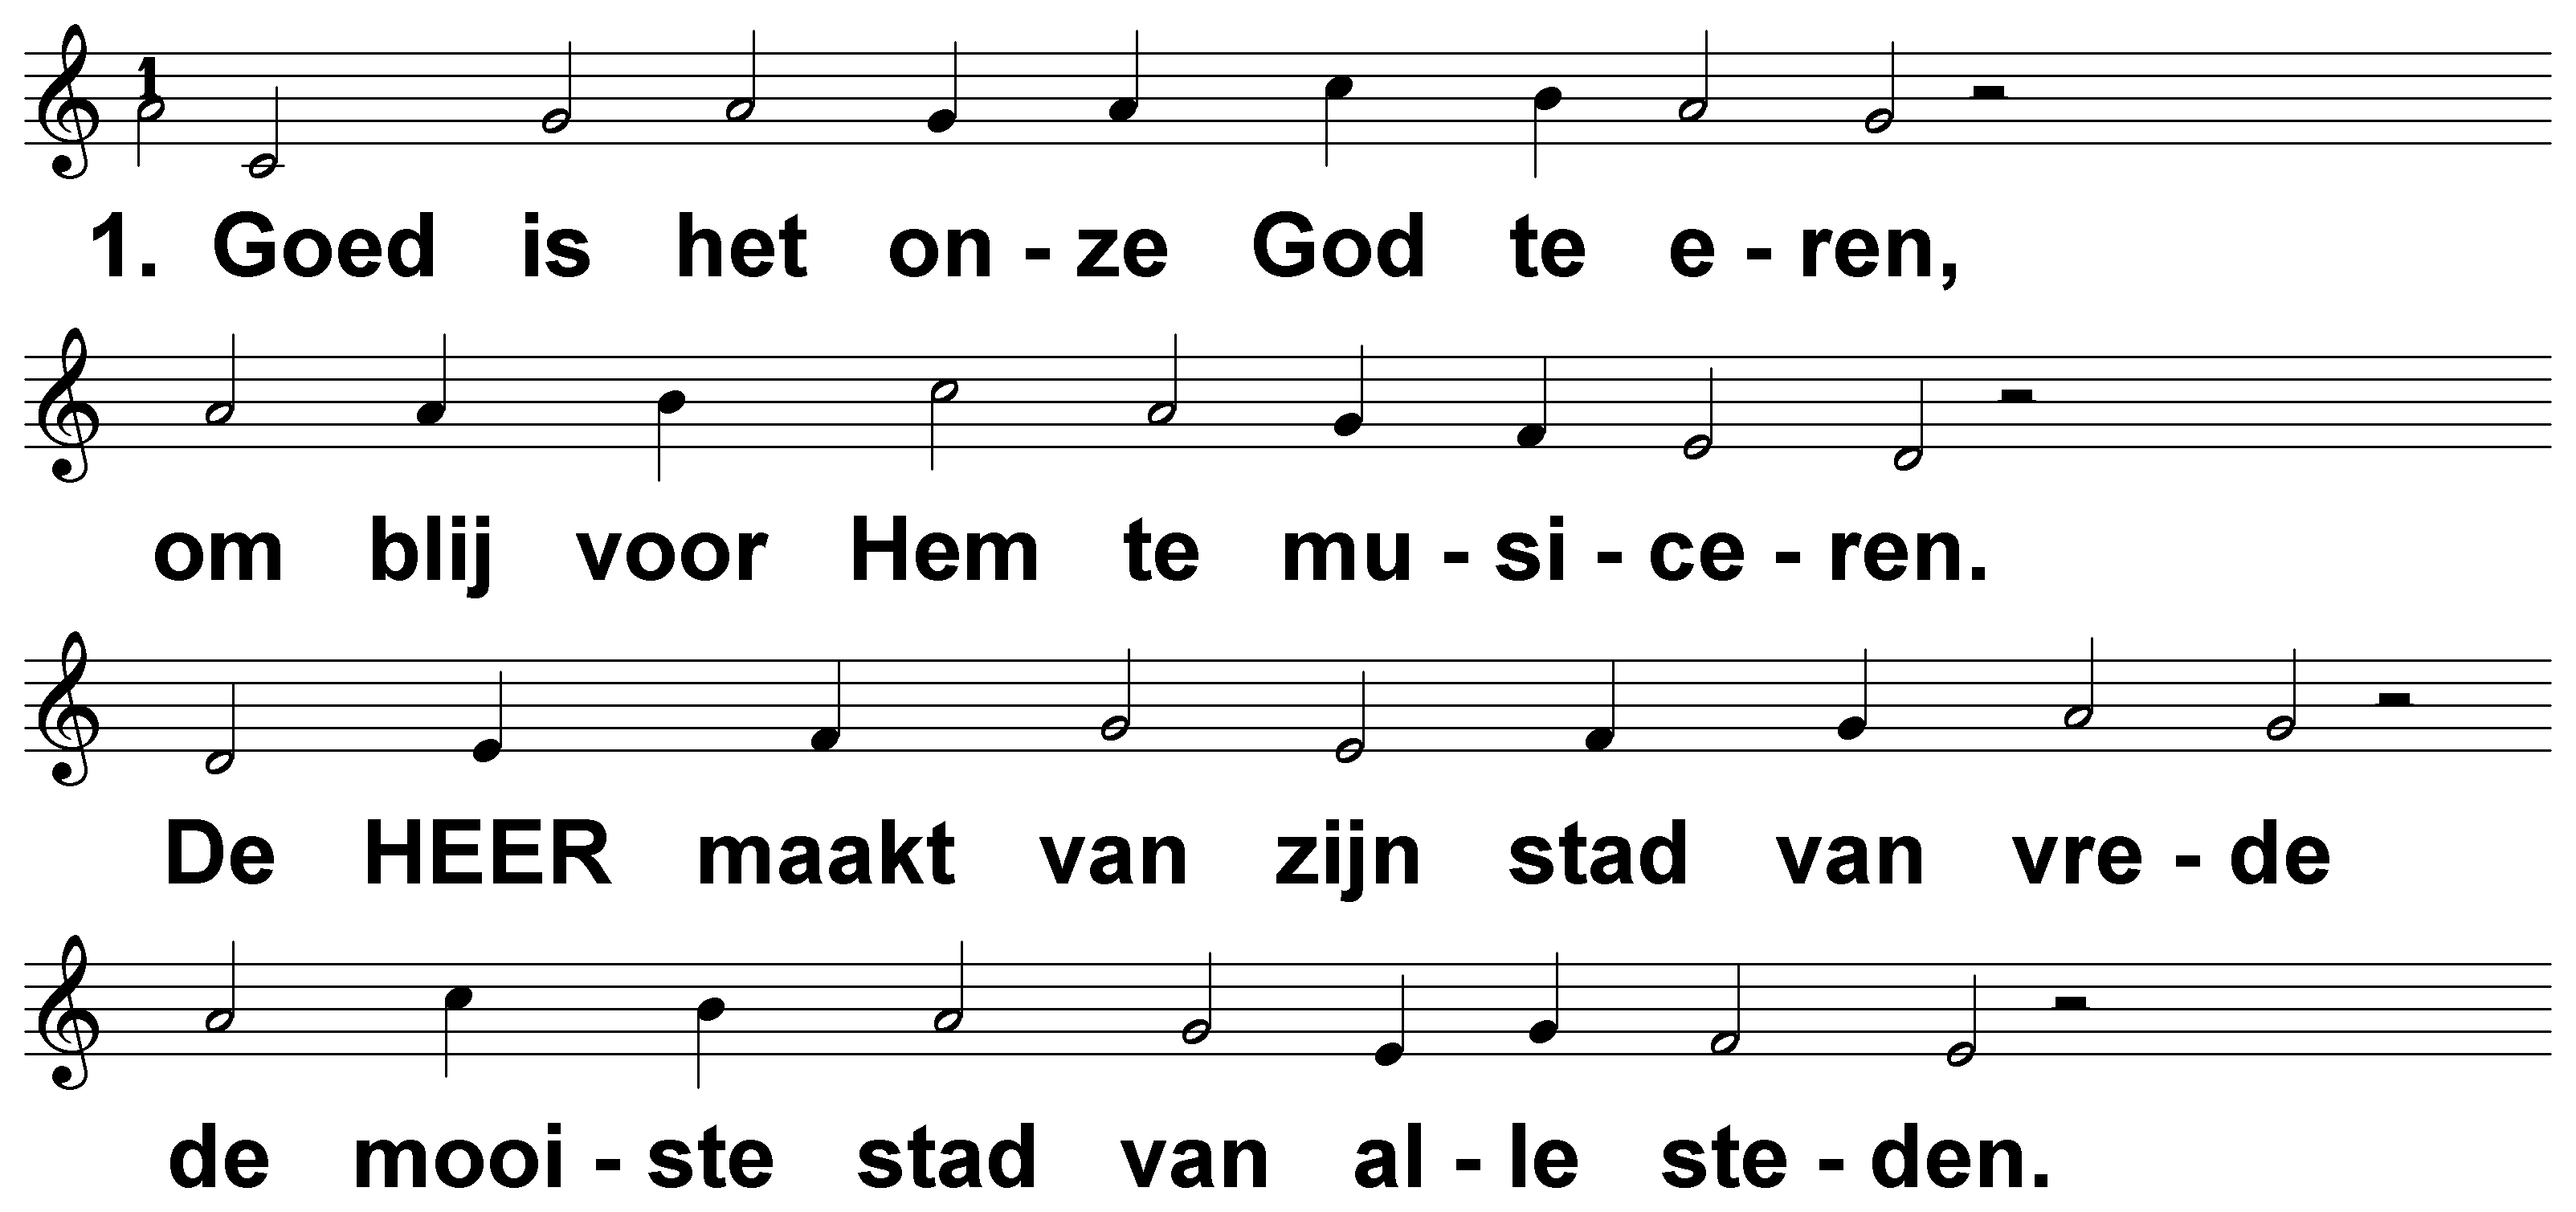 1
1. Goed is het on - ze God te e - ren,
om blij voor Hem te mu - si - ce - ren.
De HEER maakt van zijn stad van vre - de
de mooi - ste stad van al - le ste - den.